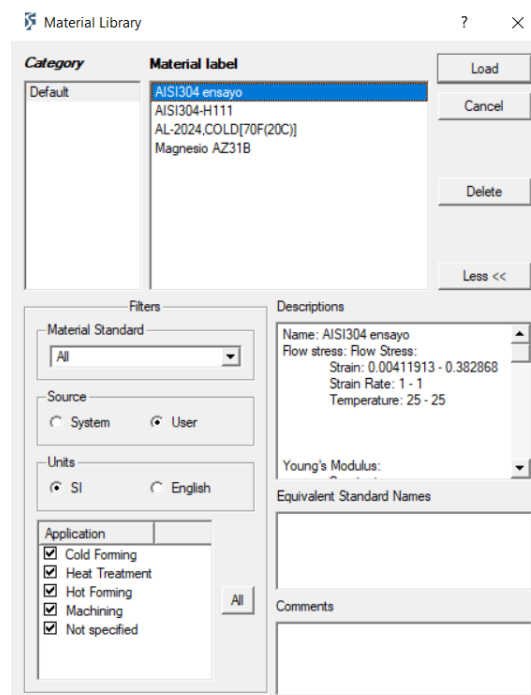 Material Library
?
Category
Material label
Default
AISI304 ensayo
AISI304-H111
AL-2024,COLD[70F(20C)]
Magnesio AZ31B
Load
Cancel
Delete
Less <<
Filters
Material Standard
All
Source
System
User
Units
SI
English
Application
Cold Forming
Heat Treatment
Hot Forming
Machining
Not specified
All
Descriptions
Name: AISI304 ensayo
Flow stress: Flow Stress:
Strain: 0.00411913 - 0.382868
Strain Rate: 1 - 1
Temperature: 25 - 25
Young's Modulus:
Equivalent Standard Names
Comments